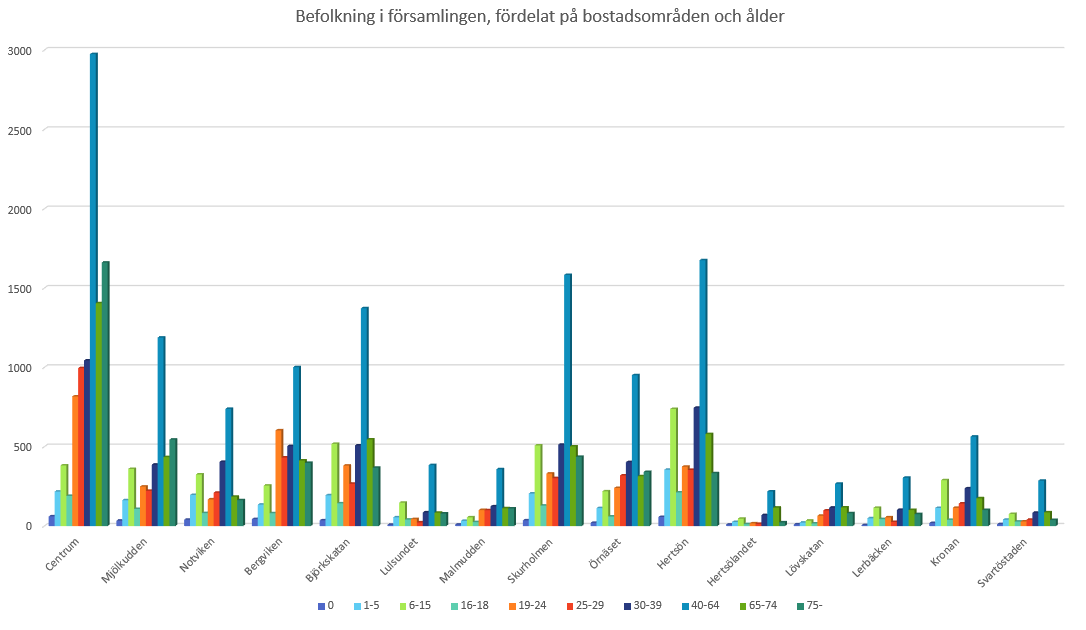 Befolkning i församlingen, fördelat på bostadsområden och ålder
3000
2500
2000
1500
1000
500
0
Centrum
Mjölkudden
Notviken
Bergviken
Björkskatan
Lulsundet
Malmudden
Skurholmen
Örnäset
Hertsön
Hertsölandet
Lövskatan
Lerbäcken
Kronan
Svartöstaden
0 1-5 6-15 16-18 19-24 25-29 30-39 40-64 65-74 75-